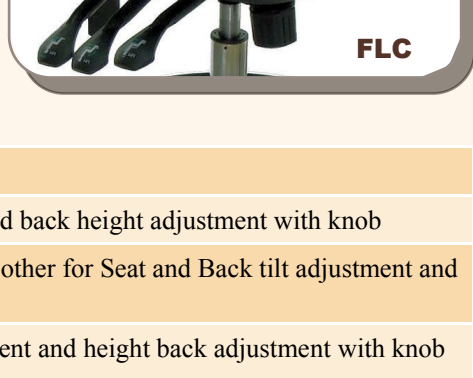 FLC
d back height adjustment with knob
other for Seat and Back tilt adjustment and
ent and height back adjustment with knob